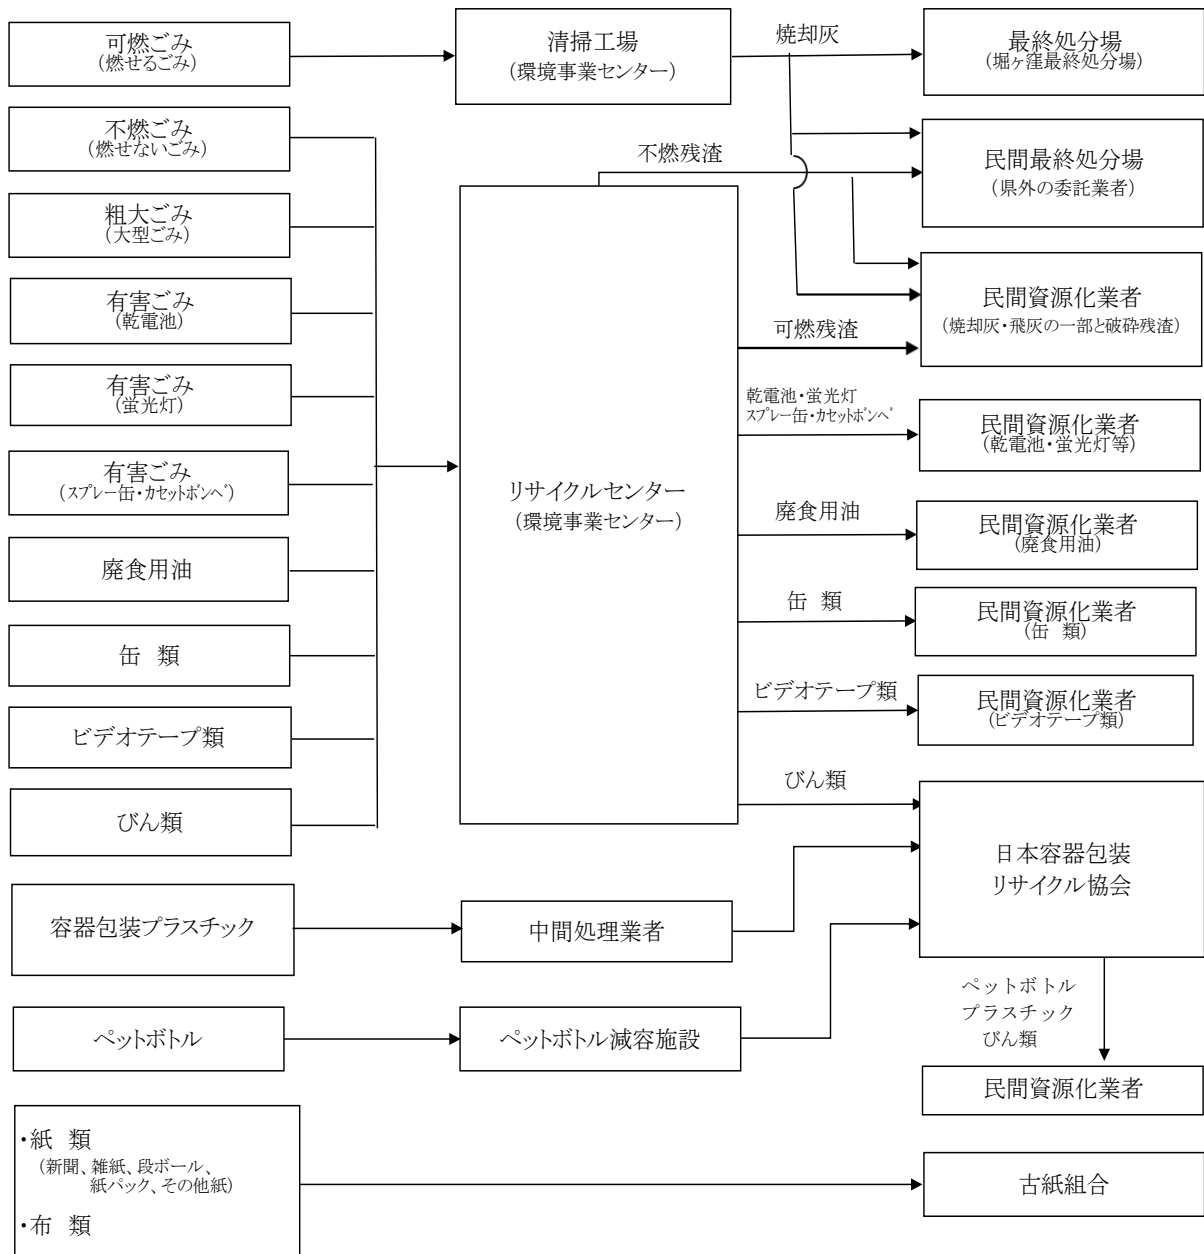 可燃ごみ
(燃せるごみ)
清掃工場
(環境事業センター)
焼却灰
最終処分場
(堀ヶ窪最終処分場)
不燃ごみ
(燃せないごみ)
不燃残渣
民間最終処分場
(県外の委託業者)
粗大ごみ
(大型ごみ)
有害ごみ
(乾電池)
民間資源化業者
(焼却灰・飛灰の一部と破砕残渣)
可燃残渣
有害ごみ
(蛍光灯)
乾電池・蛍光灯
スプレー缶・カセットボンベ
民間資源化業者
(乾電池・蛍光灯等)
有害ごみ
(スプレー缶・カセットボンベ)
リサイクルセンター
(環境事業センター)
廃食用油
民間資源化業者
(廃食用油)
廃食用油
缶 類
民間資源化業者
(缶 類)
缶 類
ビデオテープ類
民間資源化業者
(ビデオテープ類)
ビデオテープ類
びん類
びん類
日本容器包装
リサイクル協会
容器包装プラスチック
中間処理業者
ペットボトル
プラスチック
びん類
ペットボトル
ペットボトル減容施設
民間資源化業者
・紙 類
(新聞、雑紙、段ボール、
紙パック、その他紙)
・布 類
古紙組合